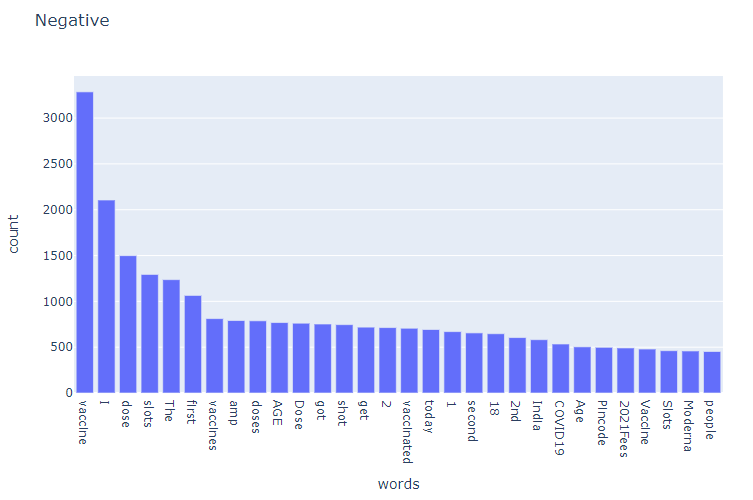 Negative
count
3000
2500
2000
1500
1000
500
0
vaccine
I
dose
slots
The
first
vaccines
amp
doses
AGE
Dose
got
shot
get
2
vaccinated
today
1
second
18
2nd
India
COVID19
Age
Pincode
2021Fees
Vaccine
Slots
Moderna
people
words